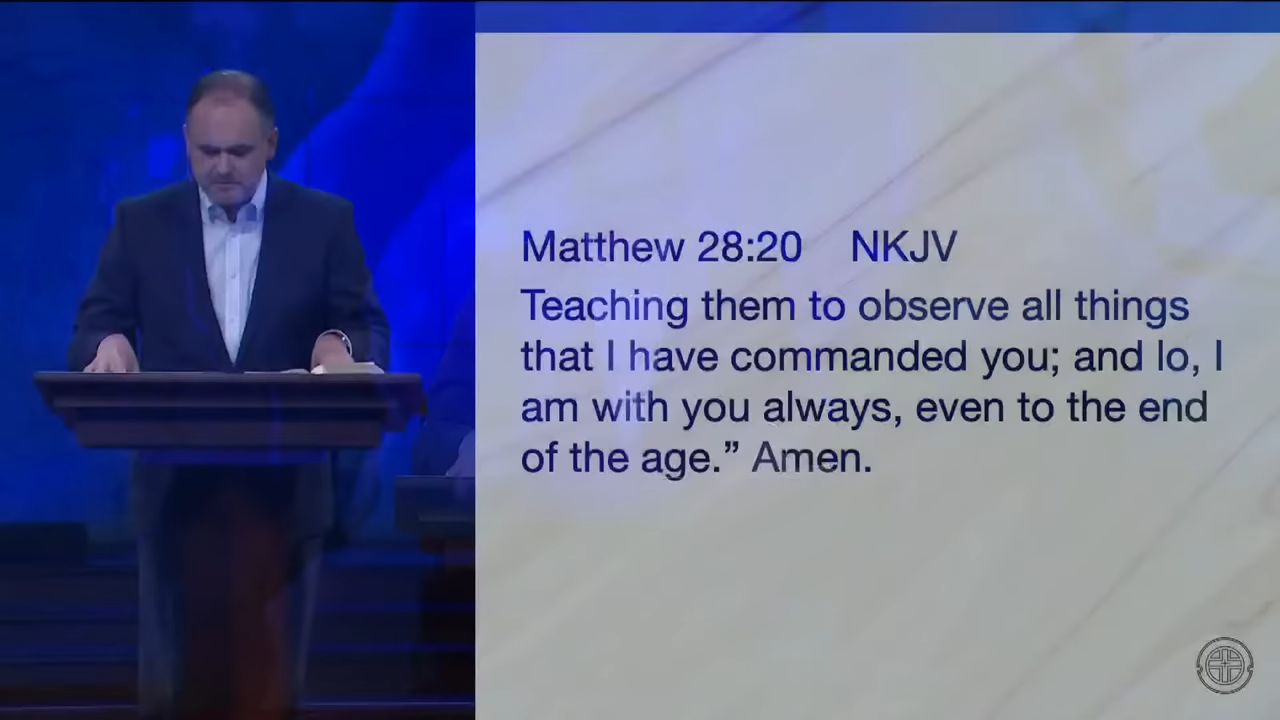 Matthew 28:20 NKJV
Teaching them to observe all things
that I have commanded you; and lo, I
am with you always, even to the end
of the age.” Amen.